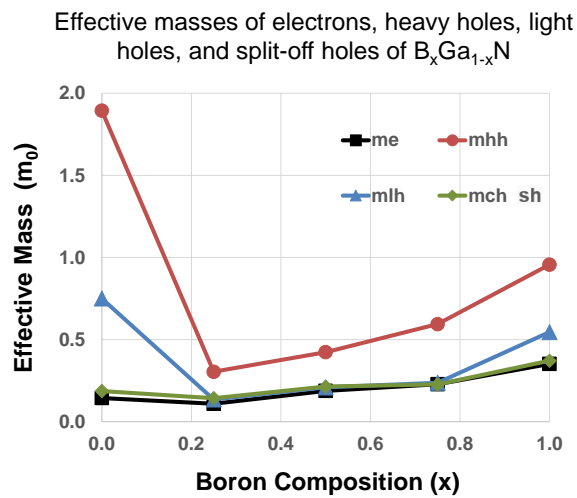 Effective masses of electrons, heavy holes, light
holes, and split-off holes of BₓGa₁₋ₓN
2.0
1.5
1.0
0.5
0.0
Effective Mass (m₀)
me
mhh
mlh
mch sh
0.0
0.2
0.4
0.6
0.8
1.0
Boron Composition (x)